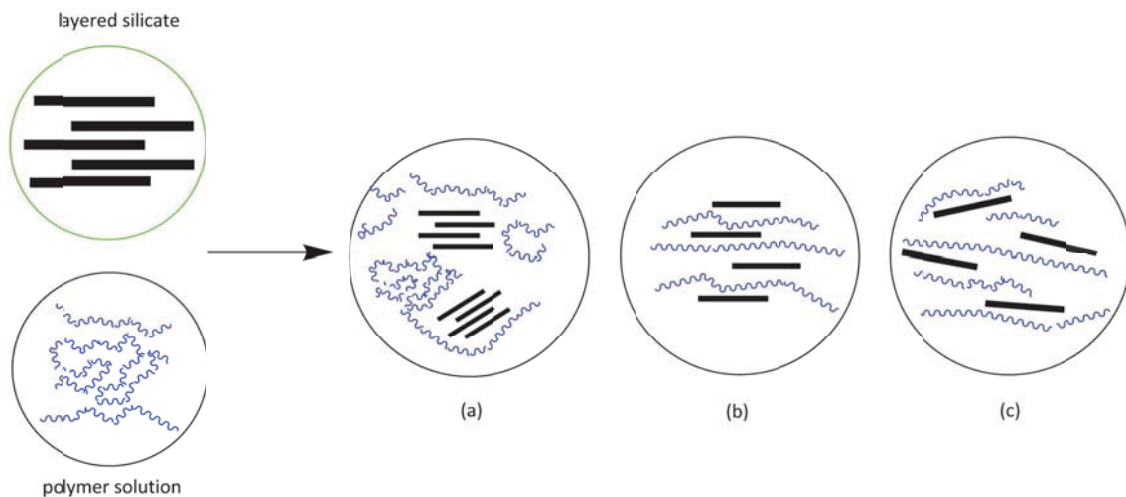 layered silicate
(a)
(b)
(c)
polymer solution